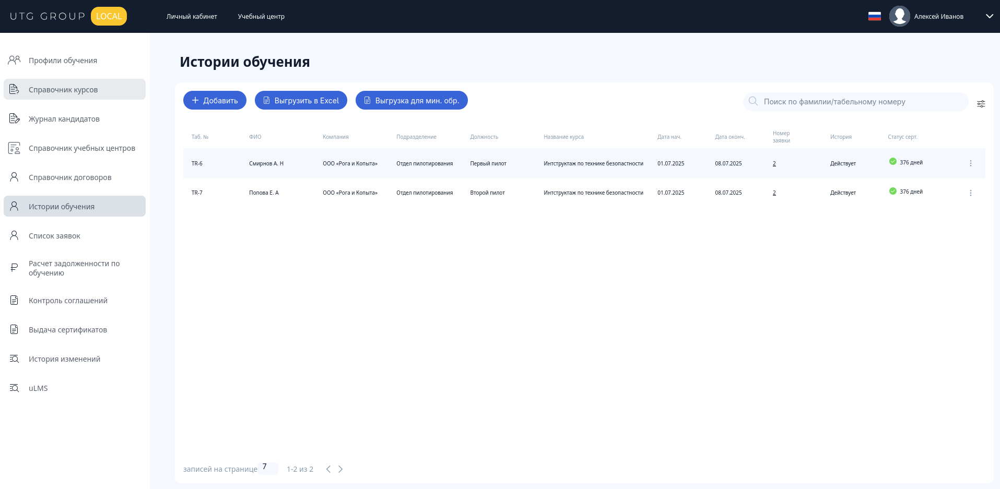 UTG GROUP LOCAL Личный кабинет Учебный центр Алексей Иванов
Профили обучения
Справочник курсов
Журнал кандидатов
Справочник учебных центров
Справочник договоров
Истории обучения
Список заявок
Расчет задолженности по
обучению
Контроль соглашений
Выдача сертификатов
История изменений
uLMS
Истории обучения
Добавить Выгрузить в Excel Выгрузка для мин. обр. Поиск по фамилии/табельному номеру
Таб. № ФИО Компания Подразделение Должность Название курса Дата нач. Дата оконч. Номер
заявки История Статус серт.
TR-6 Смирнов А. Н ООО «Рога и Копыта» Отдел пилотирования Первый пилот Интструктаж по технике безопастности 01.07.2025 08.07.2025 2 Действует 376 дней
TR-7 Попова Е. А ООО «Рога и Копыта» Отдел пилотирования Второй пилот Интструктаж по технике безопастности 01.07.2025 08.07.2025 2 Действует 376 дней
записей на странице 7 1-2 из 2